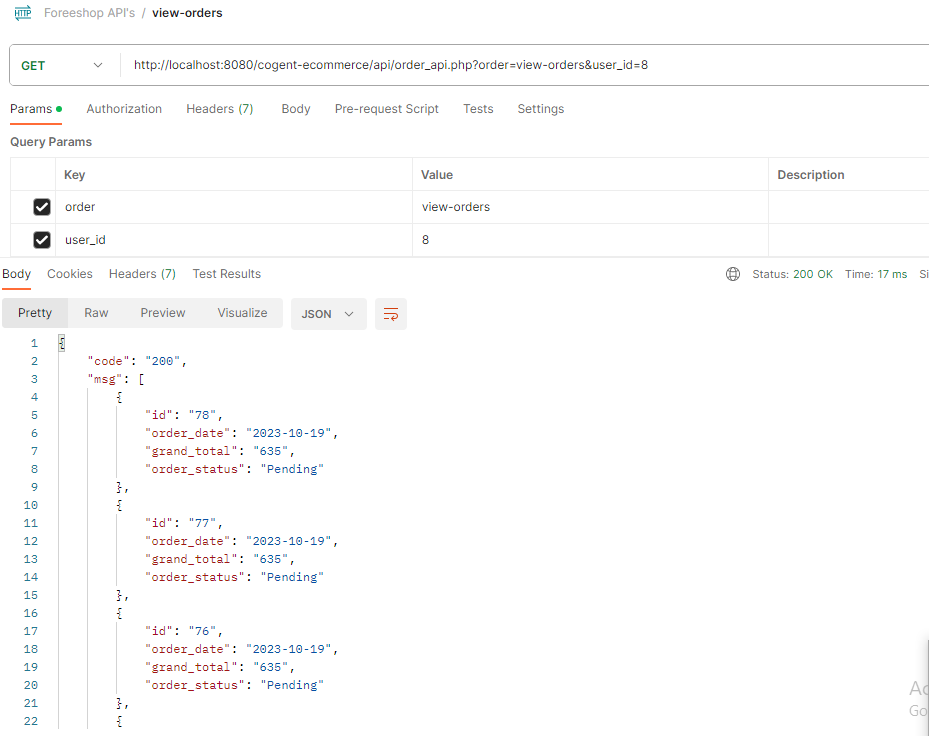 HTTP Foreeshop API's / view-orders
GET http://localhost:8080/cogent-ecommerce/api/order_api.php?order=view-orders&user_id=8
Params Authorization Headers (7) Body Pre-request Script Tests Settings
Query Params
Key Value Description
order view-orders
user_id 8
Body Cookies Headers (7) Test Results Status: 200 OK Time: 17 ms Si
Pretty Raw Preview Visualize JSON
1 {
2 "code": "200",
3 "msg": [
4 {
5 "id": "78",
6 "order_date": "2023-10-19",
7 "grand_total": "635",
8 "order_status": "Pending"
9 },
10 {
11 "id": "77",
12 "order_date": "2023-10-19",
13 "grand_total": "635",
14 "order_status": "Pending"
15 },
16 {
17 "id": "76",
18 "order_date": "2023-10-19",
19 "grand_total": "635",
20 "order_status": "Pending"
21 },
22 {
Ac
Go